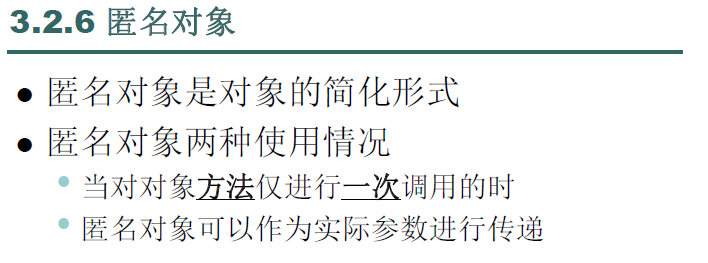 3.2.6 匿名对象
匿名对象是对象的简化形式
匿名对象两种使用情况
当对对象方法仅进行一次调用的时
匿名对象可以作为实际参数进行传递